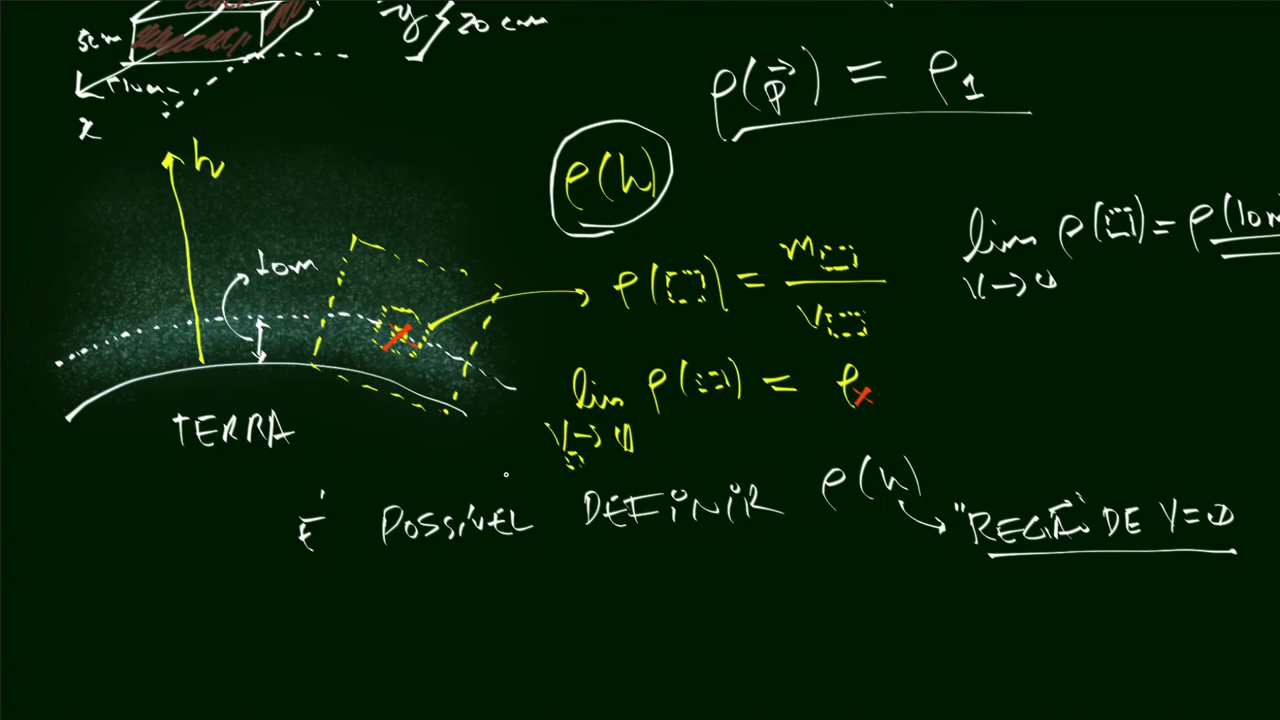 5cm
y 20 cm
10cm
x
ρ(p⃗) = ρ1
h
ρ(h)
10m
ρ(□) = m□ / V□
lim ρ(□) = ρ(10m
V→0
lim ρ(□) = ρx
V□→0
TERRA
É POSSÍVEL DEFINIR ρ(h)
"REGIÃO" DE V=0